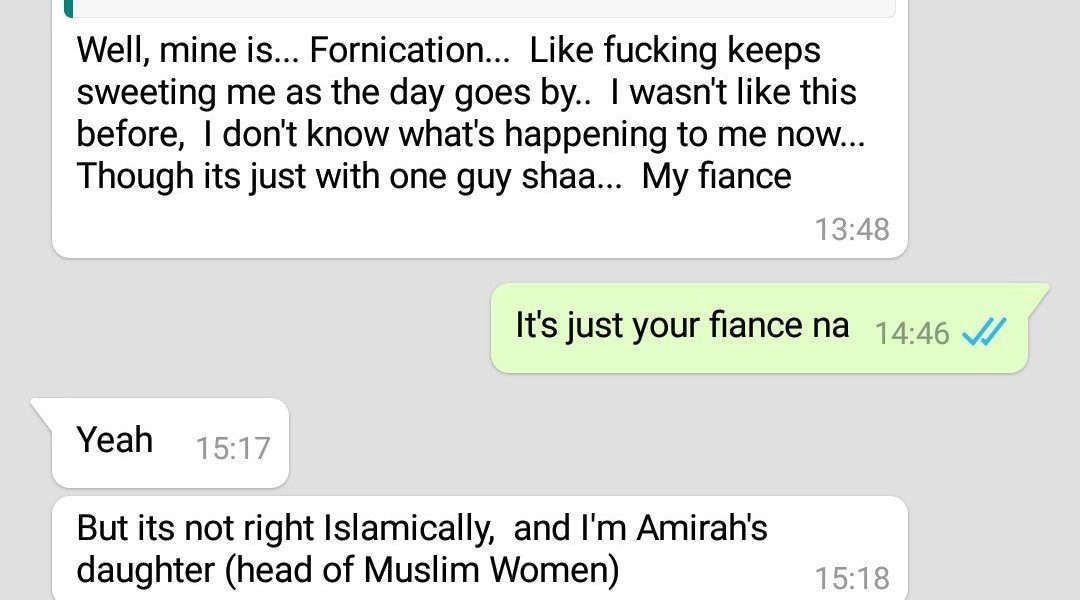 Well, mine is... Fornication...  Like fucking keeps
sweeting me as the day goes by..  I wasn't like this
before,  I don't know what's happening to me now...
Though its just with one guy shaa...  My fiance
13:48
It's just your fiance na 14:46
Yeah 15:17
But its not right Islamically,  and I'm Amirah's
daughter (head of Muslim Women)
15:18